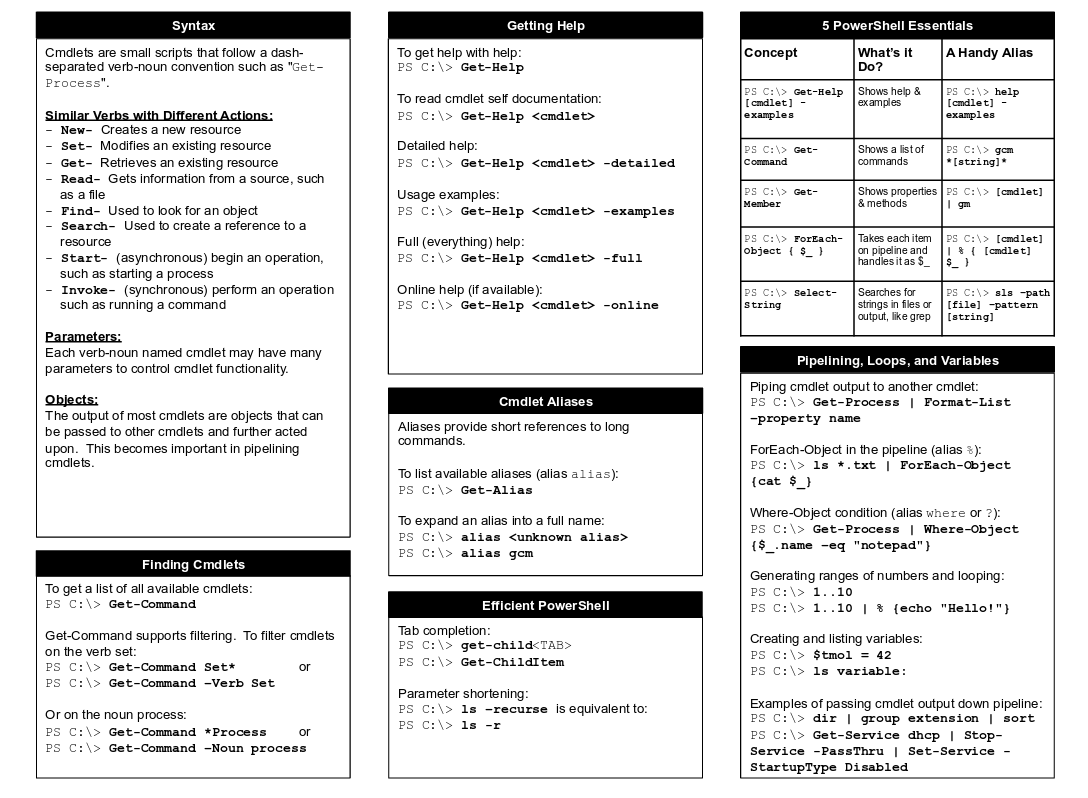 Syntax
Cmdlets are small scripts that follow a dash-
separated verb-noun convention such as "Get-
Process".
Similar Verbs with Different Actions:
- New- Creates a new resource
- Set- Modifies an existing resource
- Get- Retrieves an existing resource
- Read- Gets information from a source, such
as a file
- Find- Used to look for an object
- Search- Used to create a reference to a
resource
- Start- (asynchronous) begin an operation,
such as starting a process
- Invoke- (synchronous) perform an operation
such as running a command
Parameters:
Each verb-noun named cmdlet may have many
parameters to control cmdlet functionality.
Objects:
The output of most cmdlets are objects that can
be passed to other cmdlets and further acted
upon. This becomes important in pipelining
cmdlets.
Finding Cmdlets
To get a list of all available cmdlets:
PS C:\> Get-Command
Get-Command supports filtering. To filter cmdlets
on the verb set:
PS C:\> Get-Command Set* or
PS C:\> Get-Command –Verb Set
Or on the noun process:
PS C:\> Get-Command *Process or
PS C:\> Get-Command –Noun process
Getting Help
To get help with help:
PS C:\> Get-Help
To read cmdlet self documentation:
PS C:\> Get-Help <cmdlet>
Detailed help:
PS C:\> Get-Help <cmdlet> -detailed
Usage examples:
PS C:\> Get-Help <cmdlet> -examples
Full (everything) help:
PS C:\> Get-Help <cmdlet> -full
Online help (if available):
PS C:\> Get-Help <cmdlet> -online
Cmdlet Aliases
Aliases provide short references to long
commands.
To list available aliases (alias alias):
PS C:\> Get-Alias
To expand an alias into a full name:
PS C:\> alias <unknown alias>
PS C:\> alias gcm
Efficient PowerShell
Tab completion:
PS C:\> get-child<TAB>
PS C:\> Get-ChildItem
Parameter shortening:
PS C:\> ls –recurse is equivalent to:
PS C:\> ls -r
5 PowerShell Essentials
Concept
What's it
Do?
A Handy Alias
PS C:\> Get-Help
[cmdlet] -
examples
Shows help &
examples
PS C:\> help
[cmdlet] -
examples
PS C:\> Get-
Command
Shows a list of
commands
PS C:\> gcm
*[string]*
PS C:\> Get-
Member
Shows properties
& methods
PS C:\> [cmdlet]
| gm
PS C:\> ForEach-
Object { $_ }
Takes each item
on pipeline and
handles it as $_
PS C:\> [cmdlet]
| % { [cmdlet]
$_ }
PS C:\> Select-
String
Searches for
strings in files or
output, like grep
PS C:\> sls –path
[file] –pattern
[string]
Pipelining, Loops, and Variables
Piping cmdlet output to another cmdlet:
PS C:\> Get-Process | Format-List
–property name
ForEach-Object in the pipeline (alias %):
PS C:\> ls *.txt | ForEach-Object
{cat $_}
Where-Object condition (alias where or ?):
PS C:\> Get-Process | Where-Object
{$_.name –eq "notepad"}
Generating ranges of numbers and looping:
PS C:\> 1..10
PS C:\> 1..10 | % {echo "Hello!"}
Creating and listing variables:
PS C:\> $tmol = 42
PS C:\> ls variable:
Examples of passing cmdlet output down pipeline:
PS C:\> dir | group extension | sort
PS C:\> Get-Service dhcp | Stop-
Service -PassThru | Set-Service -
StartupType Disabled